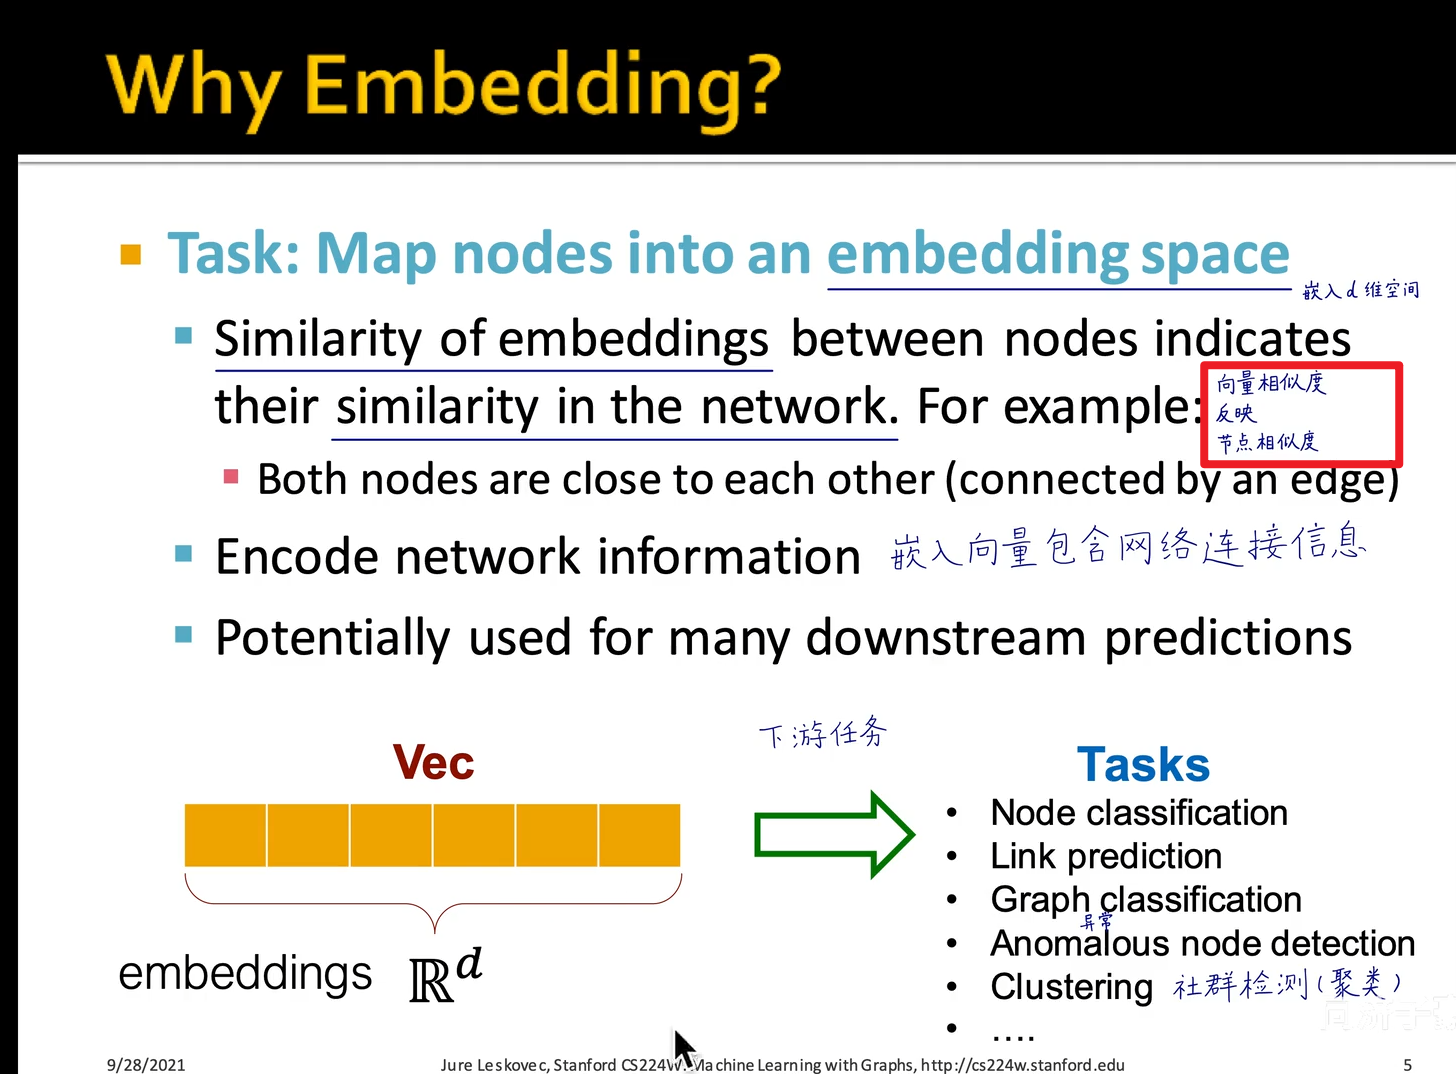 Why Embedding?
Task: Map nodes into an embedding space
嵌入d维空间
Similarity of embeddings between nodes indicates
their similarity in the network. For example:
向量相似度
反映
节点相似度
Both nodes are close to each other (connected by an edge)
Encode network information 嵌入向量包含网络连接信息
Potentially used for many downstream predictions
Vec
embeddings ℝ^d
下游任务
Tasks
• Node classification
• Link prediction
• Graph classification
异常
• Anomalous node detection
• Clustering 社群检测(聚类)
• ....
9/28/2021
Jure Leskovec, Stanford CS224W: Machine Learning with Graphs, http://cs224w.stanford.edu
5